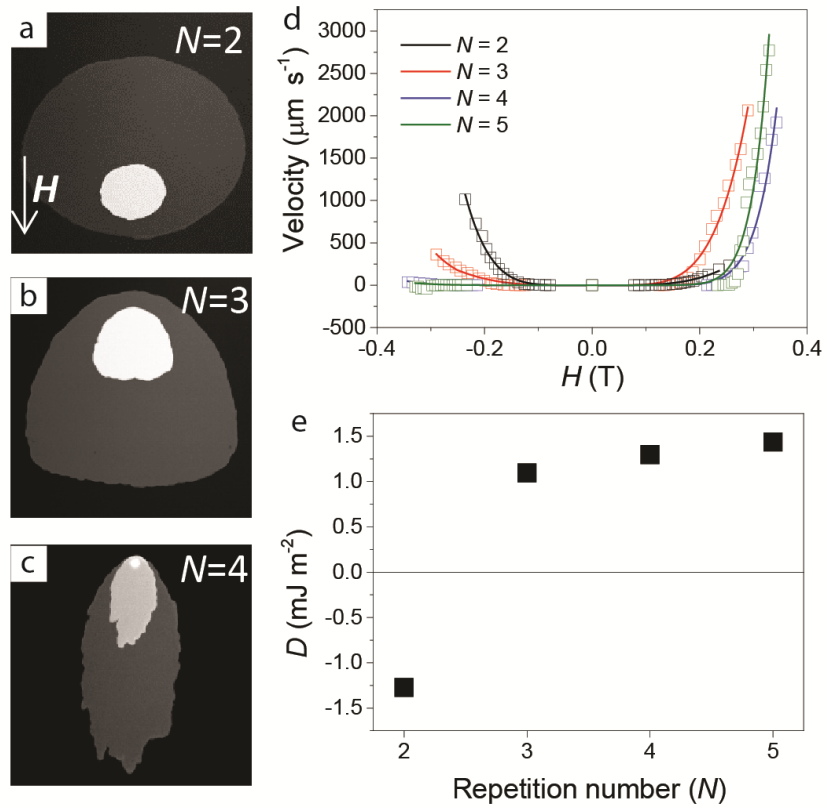 a
N=2
H
b
N=3
c
N=4
d
3000
2500
2000
1500
1000
500
0
-500
Velocity (μm s⁻¹)
N = 2
N = 3
N = 4
N = 5
-0.4
-0.2
0.0
0.2
0.4
H (T)
e
1.5
1.0
0.5
0.0
-0.5
-1.0
-1.5
D (mJ m⁻²)
2
3
4
5
Repetition number (N)